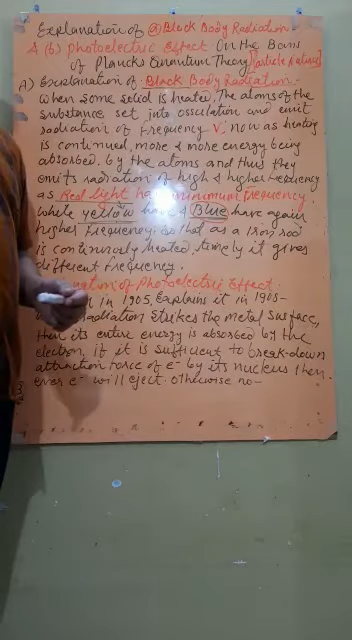 Explanation of (a) Black Body Radiation
& (b) Photoelectric Effect On the Basis
of Plancks Quantum Theory [Particle Nature]
A) Explanation of Black Body Radiation.
When some solid is heated, The atoms of the
substance set into osculation and emit
radiation of frequency V, now as heating
is continued, more & more energy being
absorbed by the atoms and thus they
emits radiation of high & higher frequency
as Red light has minimum frequency.
While yellow & Blue have again
higher frequency. So that as a Iron rod
is continuosly heated, it gives
different frequency.
of Photoelectric Effect:
in 1905, Explains it in 1905-
radiation strikes the metal surface,
then its entire energy is absorbed by the
electron, if it is sufficient to break-down
attraction force of e⁻ by its nucleus then
e⁻ will eject. otherwise no-